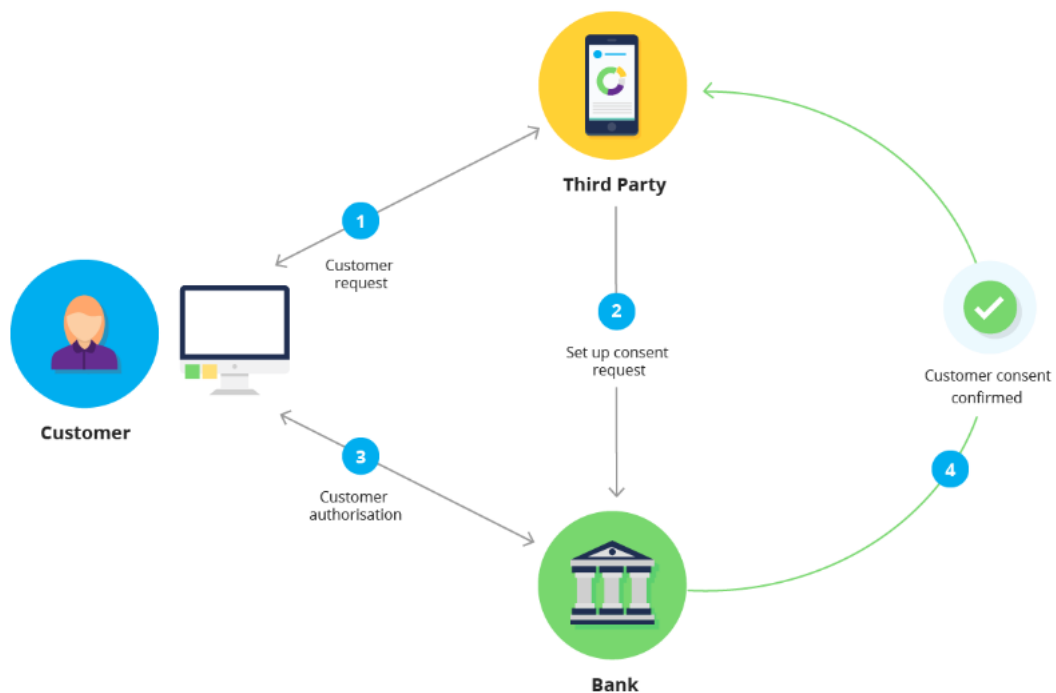 Third Party
1
Customer
request
2
Set up consent
request
Customer consent
confirmed
Customer
3
Customer
authorisation
4
Bank